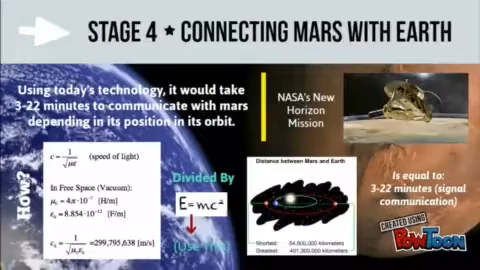 STAGE 4 ★ CONNECTING MARS WITH EARTH
Using today's technology, it would take
3-22 minutes to communicate with mars
depending in its position in its orbit.
NASA's New
Horizon
Mission
How?
c = 1/√με (speed of light)
In Free Space (Vacuum):
μ₀ = 4π·10⁻⁷ [H/m]
ε₀ = 8.854·10⁻¹² [F/m]
c₀ = 1/√μ₀ε₀ =299,795,638 [m/s]
Divided By
E=mc²
(Use This)
Distance between Mars and Earth
Shortest: 54,600,000 kilometers
Greatest: 401,300,000 kilometers
Is equal to:
3-22 minutes (signal
communication)
CREATED USING
POWTOON